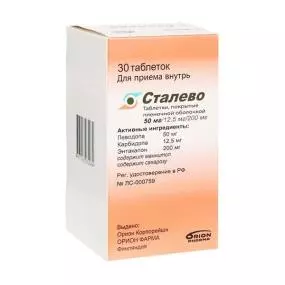 30 таблеток
Для приема внутрь
Сталево
Таблетки, покрытые
пленочной оболочкой
50 мг/12,5 мг/200 мг
Активные ингредиенты:
Леводопа 50 мг
Карбидопа 12,5 мг
Энтакапон 200 мг
содержит маннитол
содержит сахарозу
Рег. удостоверение в РФ
№ ЛС-000759
Выдано:
Орион Корпорейшн
ОРИОН ФАРМА
Финляндия
ORION
PHARMA